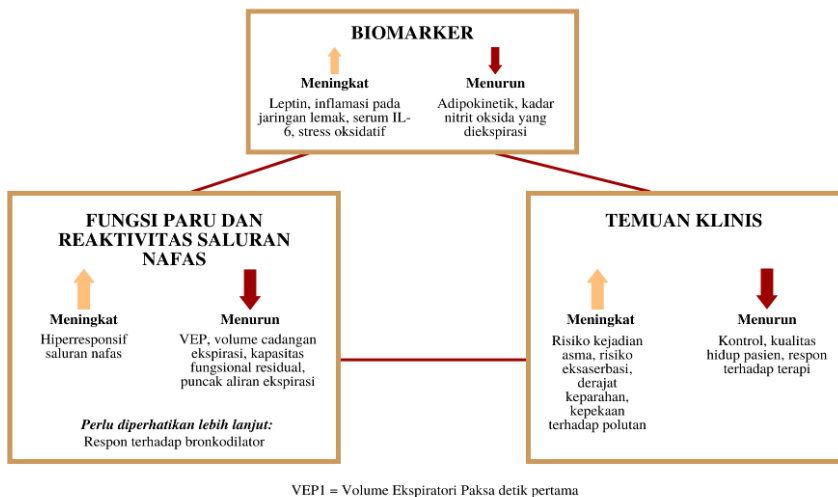 BIOMARKER
Meningkat
Leptin, inflamasi pada
jaringan lemak, serum IL-
6, stress oksidatif
Menurun
Adipokinetik, kadar
nitrit oksida yang
diekspirasi
FUNGSI PARU DAN
REAKTIVITAS SALURAN
NAFAS
Meningkat
Hiperresponsif
saluran nafas
Menurun
VEP, volume cadangan
ekspirasi, kapasitas
fungsional residual,
puncak aliran ekspirasi
Perlu diperhatikan lebih lanjut:
Respon terhadap bronkodilator
TEMUAN KLINIS
Meningkat
Risiko kejadian
asma, risiko
eksaserbasi,
derajat
keparahan,
kepekaan
terhadap polutan
Menurun
Kontrol, kualitas
hidup pasien, respon
terhadap terapi
VEP1 = Volume Ekspiratori Paksa detik pertama